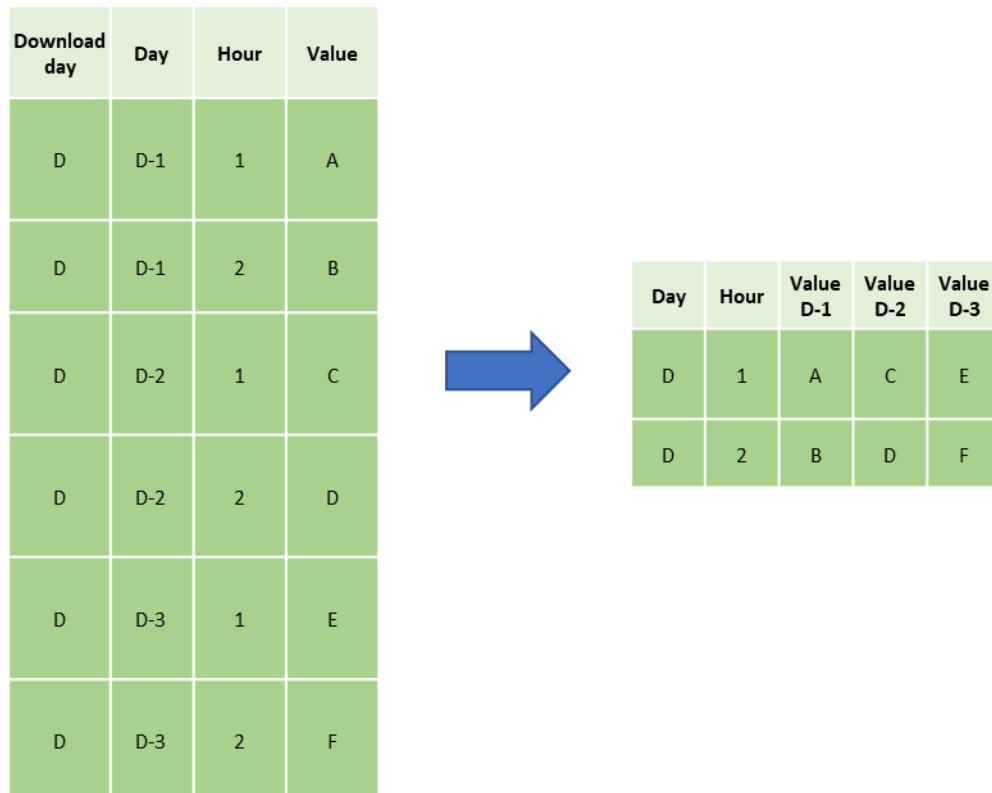 Download day Day Hour Value
D D-1 1 A
D D-1 2 B
D D-2 1 C
D D-2 2 D
D D-3 1 E
D D-3 2 F
Day Hour Value D-1 Value D-2 Value D-3
D 1 A C E
D 2 B D F